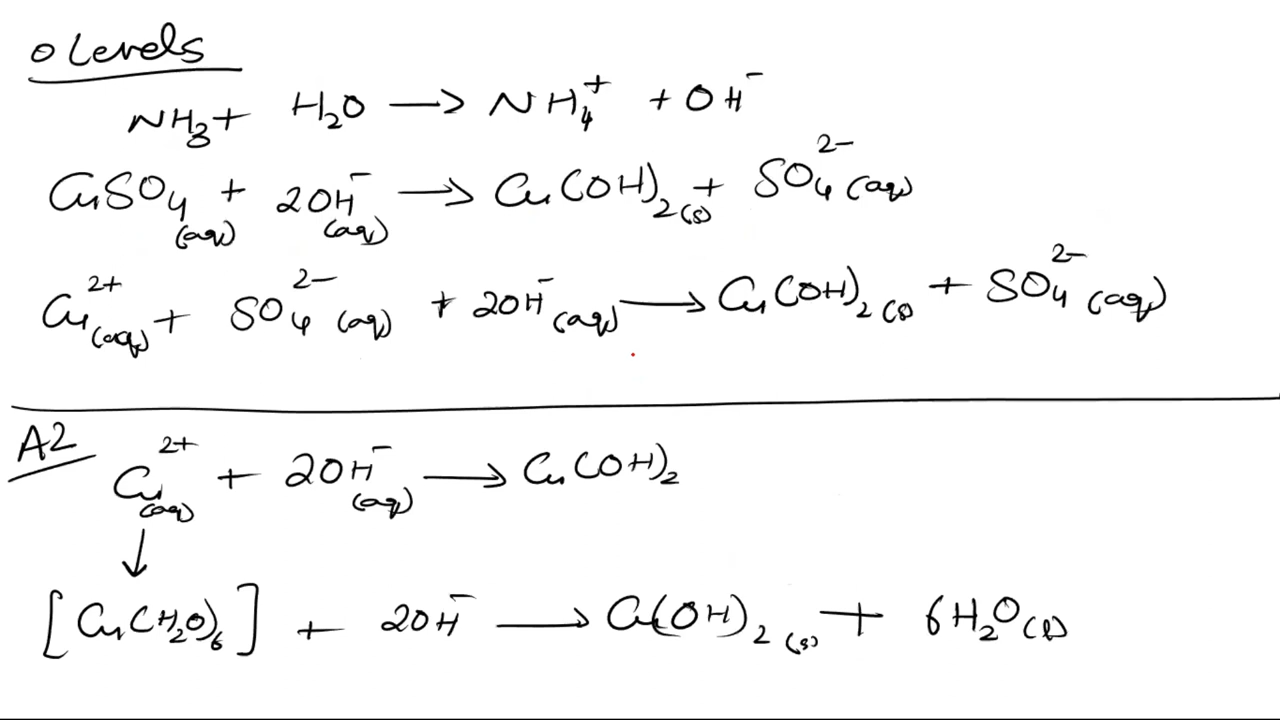 O Levels
NH₃ + H₂O → NH₄⁺ + OH⁻
CuSO₄ (aq) + 2OH⁻ (aq) → Cu(OH)₂ (s) + SO₄²⁻ (aq)
Cu²⁺ (aq) + SO₄²⁻ (aq) + 2OH⁻ (aq) → Cu(OH)₂ (s) + SO₄²⁻ (aq)
A2
Cu²⁺ (aq) + 2OH⁻ (aq) → Cu(OH)₂
↓
[Cu(H₂O)₆] + 2OH⁻ → Cu(OH)₂ (s) + 6H₂O (l)